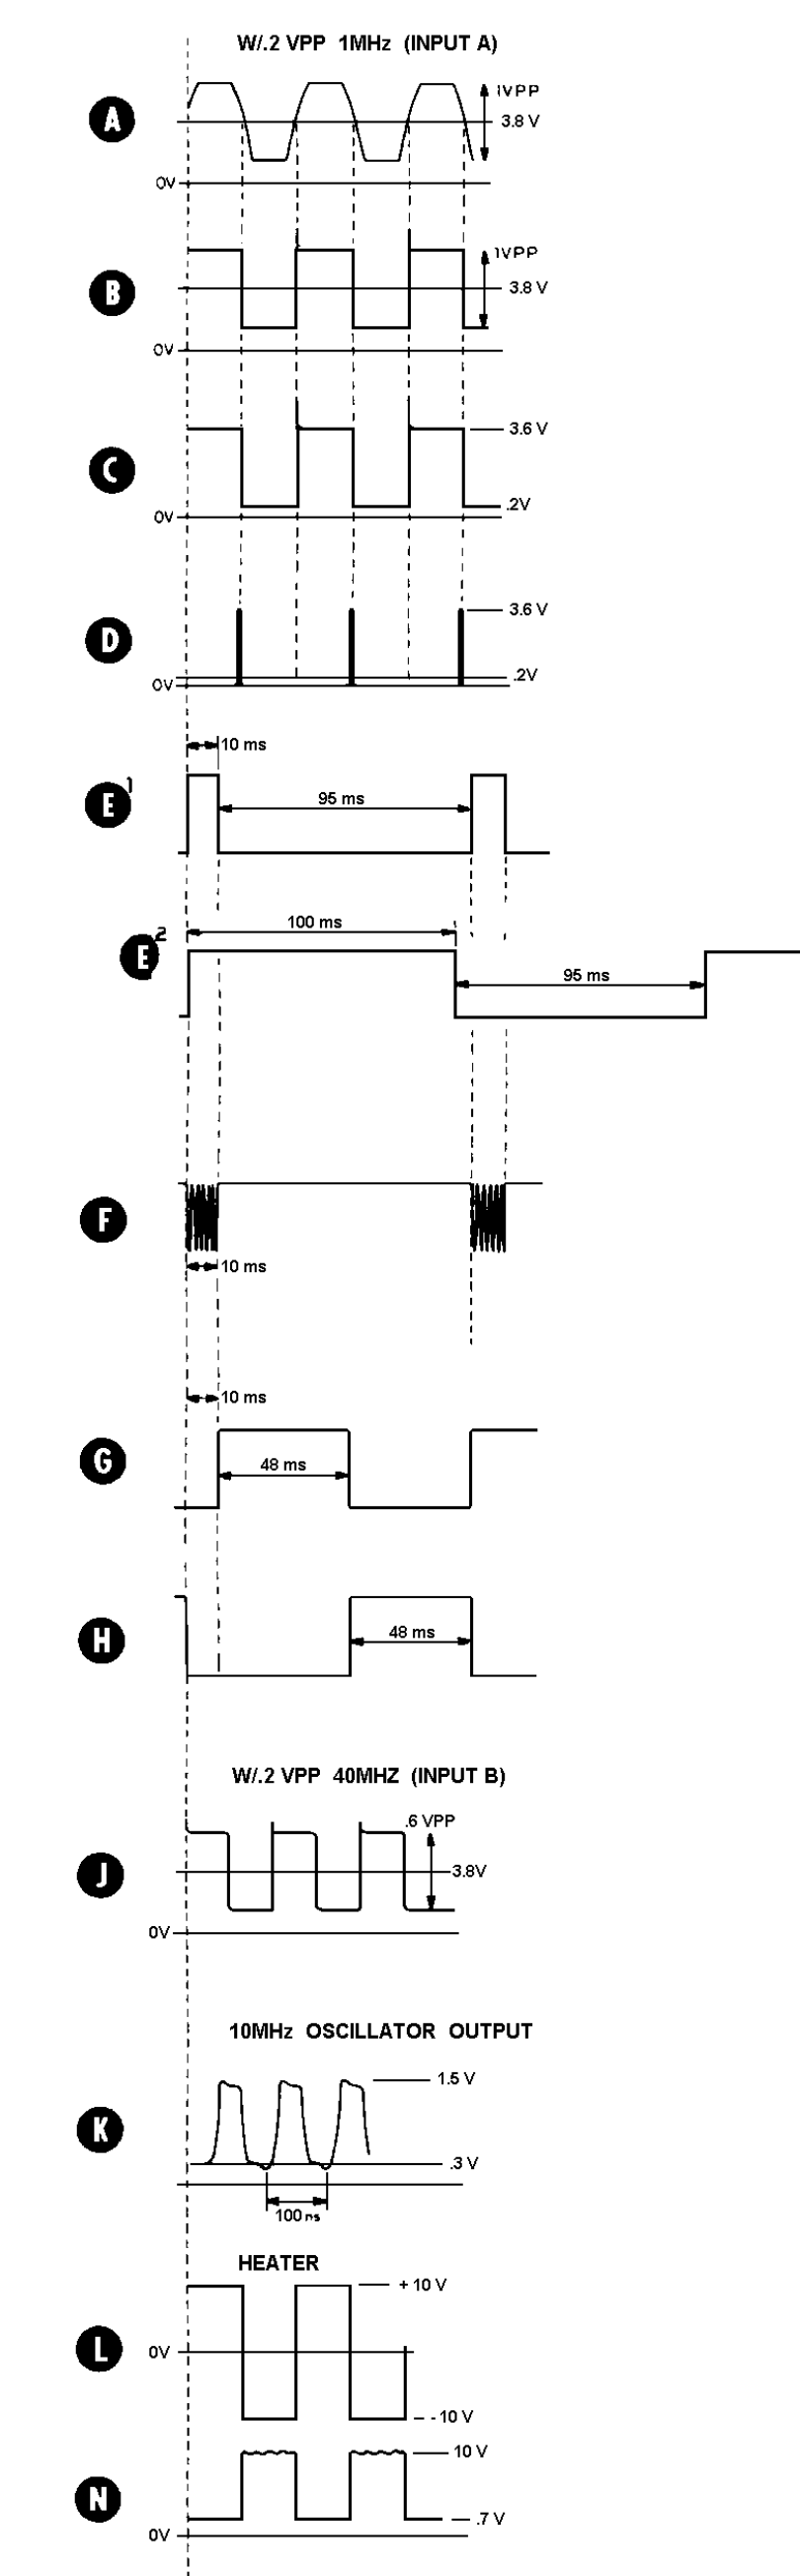 W/.2 VPP 1MHz (INPUT A)
A
1VPP
3.8 V
0V
B
1VPP
3.8 V
0V
C
3.6 V
.2V
0V
D
3.6 V
.2V
0V
10 ms
E1
95 ms
100 ms
E2
95 ms
F
10 ms
10 ms
G
48 ms
H
48 ms
W/.2 VPP 40MHZ (INPUT B)
.6 VPP
J
3.8V
0V
10MHz OSCILLATOR OUTPUT
1.5 V
K
.3 V
100 ns
HEATER
+ 10 V
L
0V
- 10 V
10 V
N
.7 V
0V